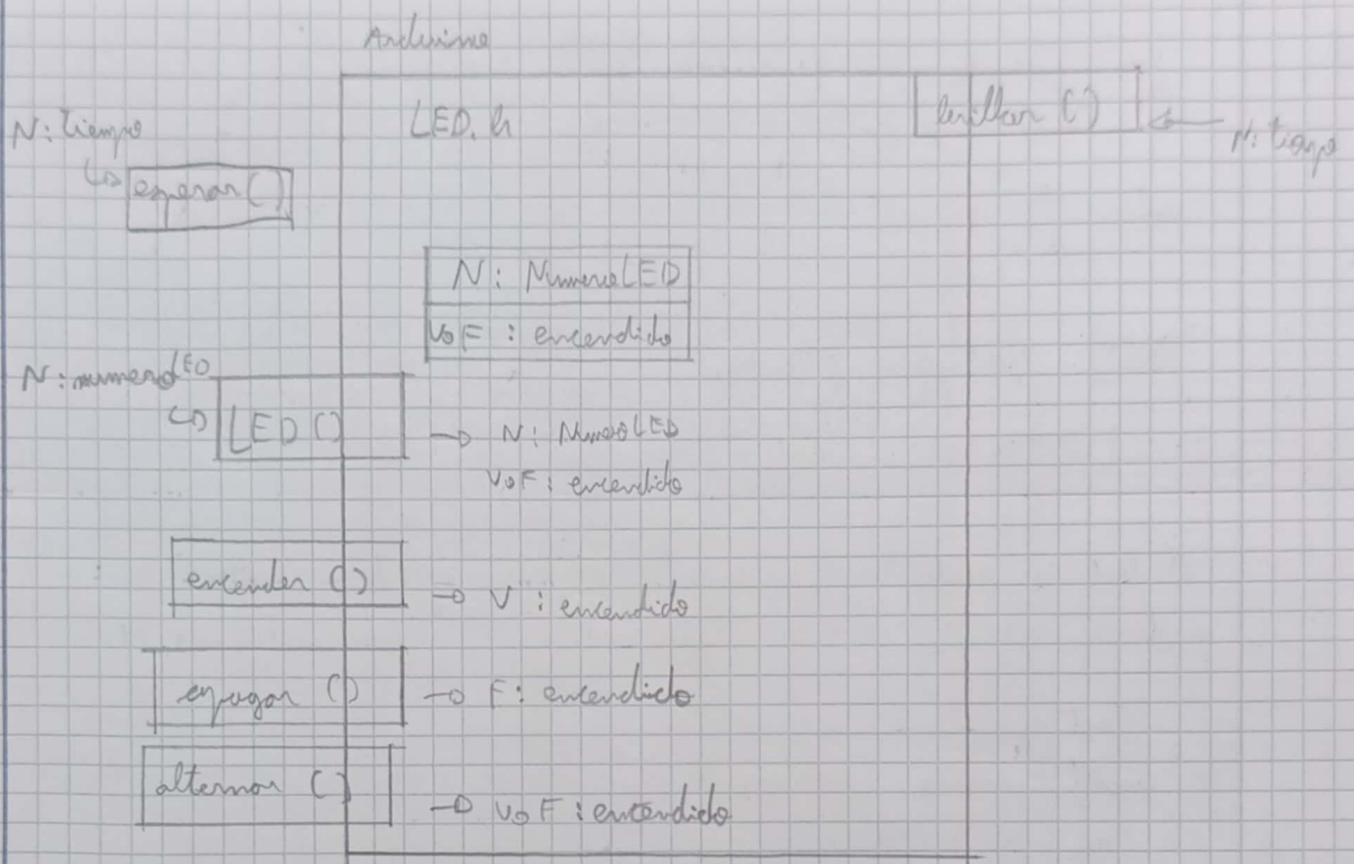 Arduino
N: tiempo
LED.h
brillar ()
N: tiempo
esperar ()
N: NumeroLED
VoF : encendido
N: numeroLED
LED ()
→ N: NumeroLED
VoF : encendido
encender ()
→ V : encendido
apagar ()
→ F: encendido
alternar ()
→ VoF : encendido